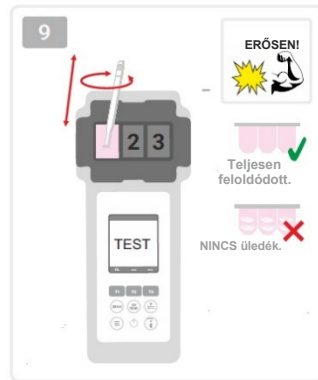 9
ERŐSEN!
2 3
Teljesen
feloldódott.
NINCS üledék.
TEST